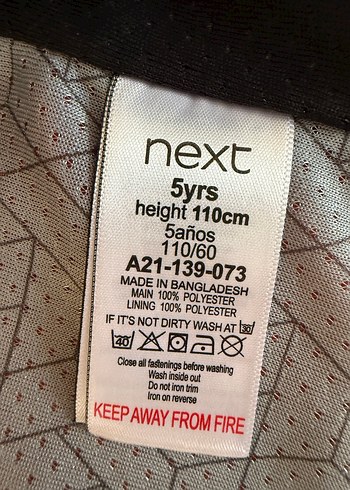 next
5yrs
height 110cm
5años
110/60
A21-139-073
MADE IN BANGLADESH
MAIN 100% POLYESTER
LINING 100% POLYESTER
IF IT'S NOT DIRTY WASH AT 30
40
Close all fastenings before washing
Wash inside out
Do not iron trim
Iron on reverse
KEEP AWAY FROM FIRE